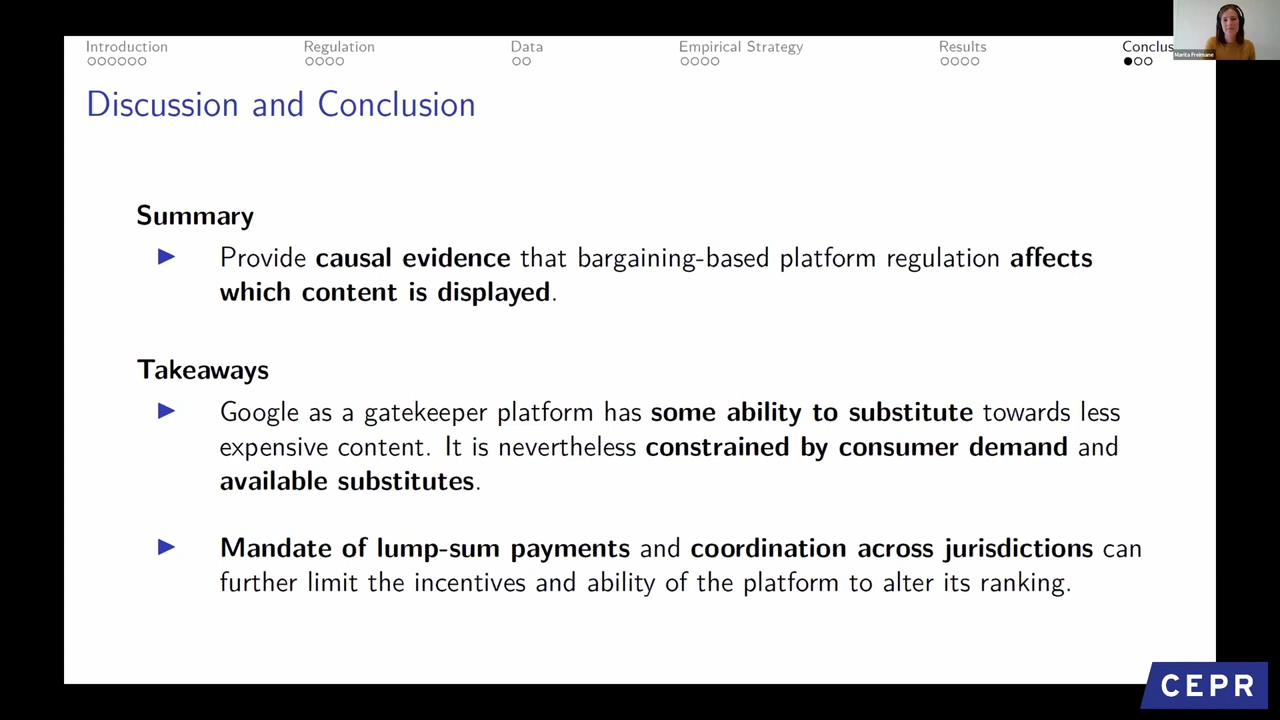 Introduction
Regulation
Data
Empirical Strategy
Results
Conclus
Marita Freimane
Discussion and Conclusion
Summary
Provide causal evidence that bargaining-based platform regulation affects
which content is displayed.
Takeaways
Google as a gatekeeper platform has some ability to substitute towards less
expensive content. It is nevertheless constrained by consumer demand and
available substitutes.
Mandate of lump-sum payments and coordination across jurisdictions can
further limit the incentives and ability of the platform to alter its ranking.
CEPR